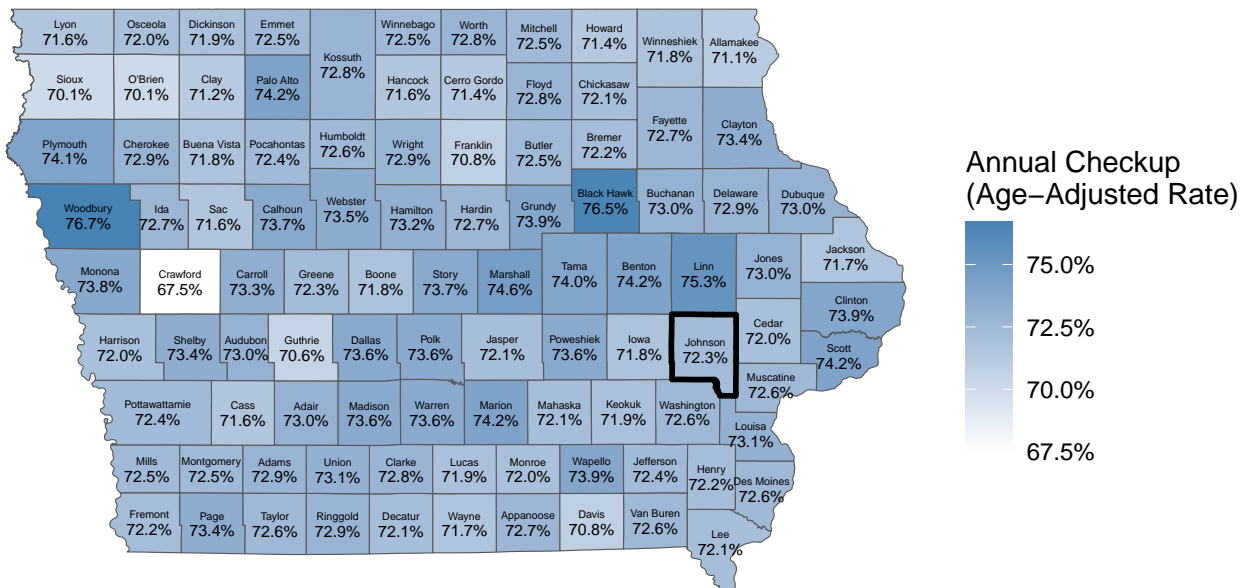 Lyon
71.6%
Osceola
72.0%
Dickinson
71.9%
Emmet
72.5%
Kossuth
72.8%
Winnebago
72.5%
Worth
72.8%
Mitchell
72.5%
Howard
71.4%
Winneshiek
71.8%
Allamakee
71.1%
Sioux
70.1%
O'Brien
70.1%
Clay
71.2%
Palo Alto
74.2%
Hancock
71.6%
Cerro Gordo
71.4%
Floyd
72.8%
Chickasaw
72.1%
Fayette
72.7%
Clayton
73.4%
Plymouth
74.1%
Cherokee
72.9%
Buena Vista
71.8%
Pocahontas
72.4%
Humboldt
72.6%
Wright
72.9%
Franklin
70.8%
Butler
72.5%
Bremer
72.2%
Woodbury
76.7%
Ida
72.7%
Sac
71.6%
Calhoun
73.7%
Webster
73.5%
Hamilton
73.2%
Hardin
72.7%
Grundy
73.9%
Black Hawk
76.5%
Buchanan
73.0%
Delaware
72.9%
Dubuque
73.0%
Monona
73.8%
Crawford
67.5%
Carroll
73.3%
Greene
72.3%
Boone
71.8%
Story
73.7%
Marshall
74.6%
Tama
74.0%
Benton
74.2%
Linn
75.3%
Jones
73.0%
Jackson
71.7%
Clinton
73.9%
Harrison
72.0%
Shelby
73.4%
Audubon
73.0%
Guthrie
70.6%
Dallas
73.6%
Polk
73.6%
Jasper
72.1%
Poweshiek
73.6%
Iowa
71.8%
Johnson
72.3%
Cedar
72.0%
Scott
74.2%
Muscatine
72.6%
Pottawattamie
72.4%
Cass
71.6%
Adair
73.0%
Madison
73.6%
Warren
73.6%
Marion
74.2%
Mahaska
72.1%
Keokuk
71.9%
Washington
72.6%
Louisa
73.1%
Mills
72.5%
Montgomery
72.5%
Adams
72.9%
Union
73.1%
Clarke
72.8%
Lucas
71.9%
Monroe
72.0%
Wapello
73.9%
Jefferson
72.4%
Henry
72.2%
Des Moines
72.6%
Fremont
72.2%
Page
73.4%
Taylor
72.6%
Ringgold
72.9%
Decatur
72.1%
Wayne
71.7%
Appanoose
72.7%
Davis
70.8%
Van Buren
72.6%
Lee
72.1%
Annual Checkup
(Age−Adjusted Rate)
75.0%
72.5%
70.0%
67.5%